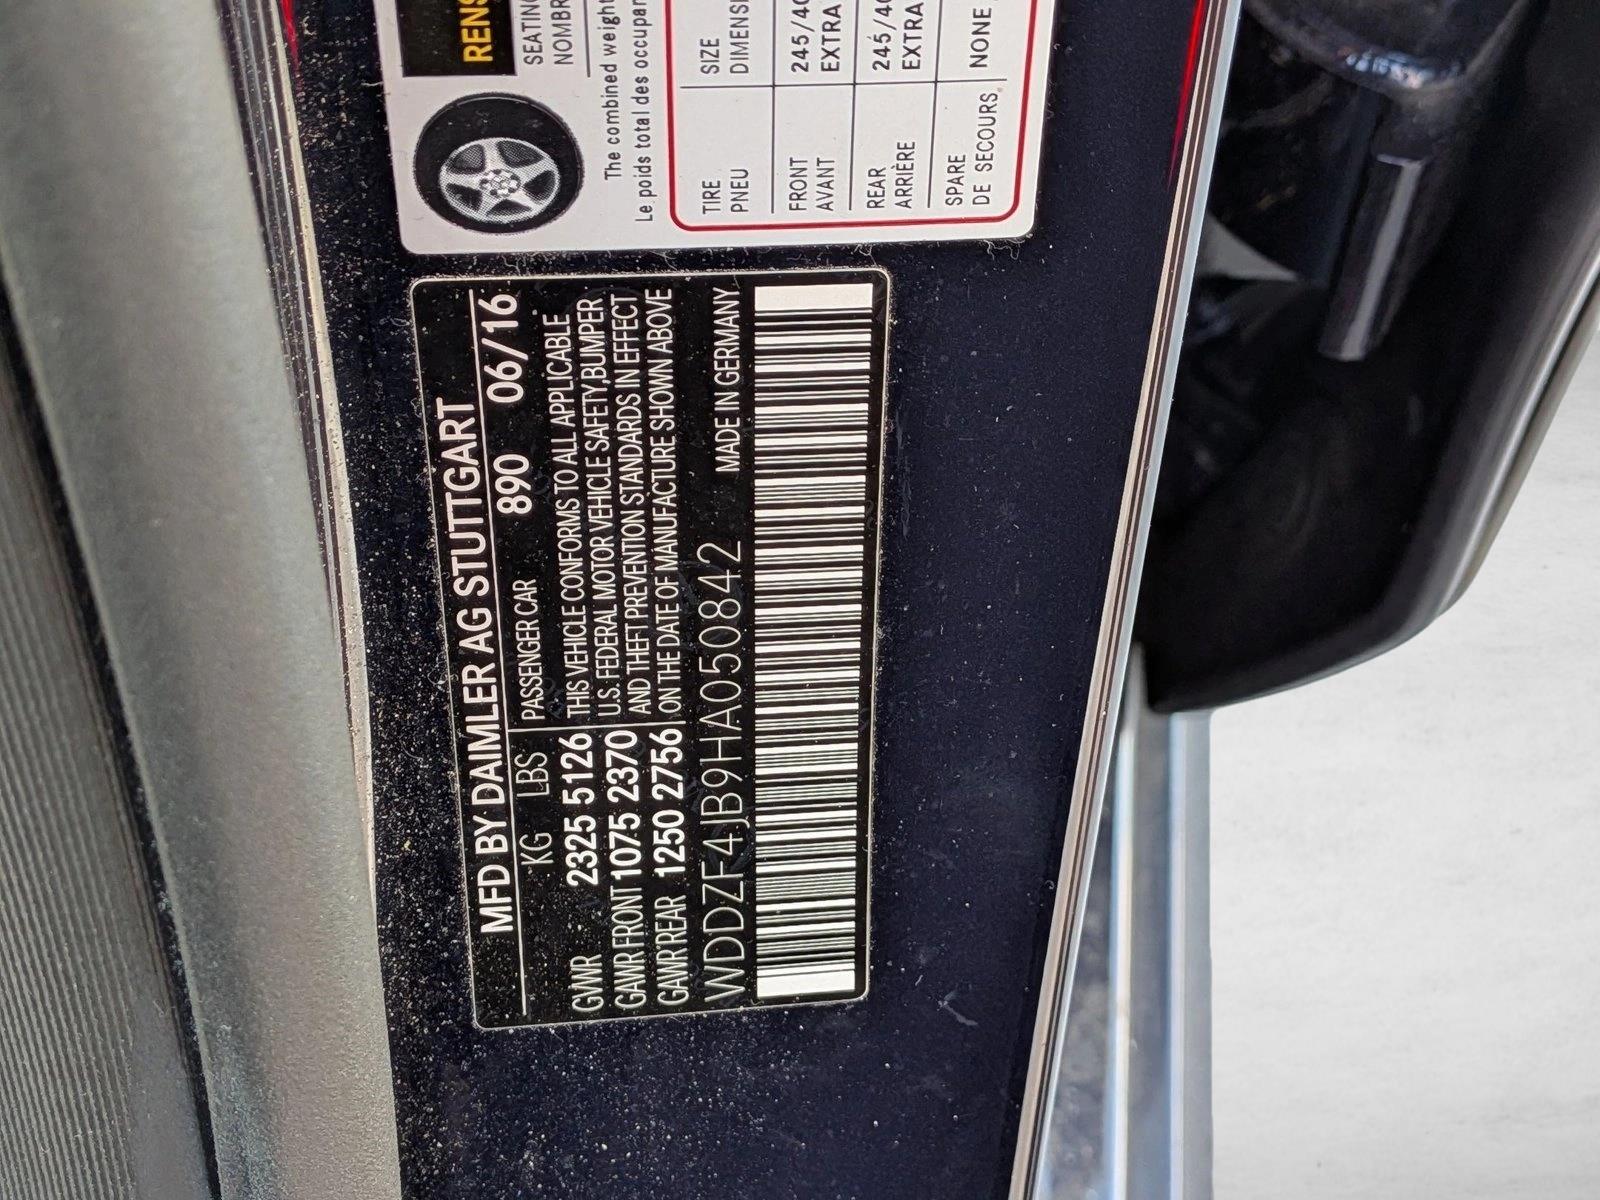 MFD BY DAIMLER AG STUTTGART
890 06/16
KG LBS
PASSENGER CAR
GVWR 2325 5126
GAWR FRONT 1075 2370
GAWR REAR 1250 2756
THIS VEHICLE CONFORMS TO ALL APPLICABLE
U.S. FEDERAL MOTOR VEHICLE SAFETY,BUMPER
AND THEFT PREVENTION STANDARDS IN EFFECT
ON THE DATE OF MANUFACTURE SHOWN ABOVE
WDDZF4JB9HA050842
MADE IN GERMANY
RENS
SEATING
NOMBR
The combined weight
Le poids total des occupan
TIRE SIZE
PNEU DIMENSI
FRONT 245/40
AVANT EXTRA
REAR 245/40
ARRIÈRE EXTRA
SPARE NONE
DE SECOURS